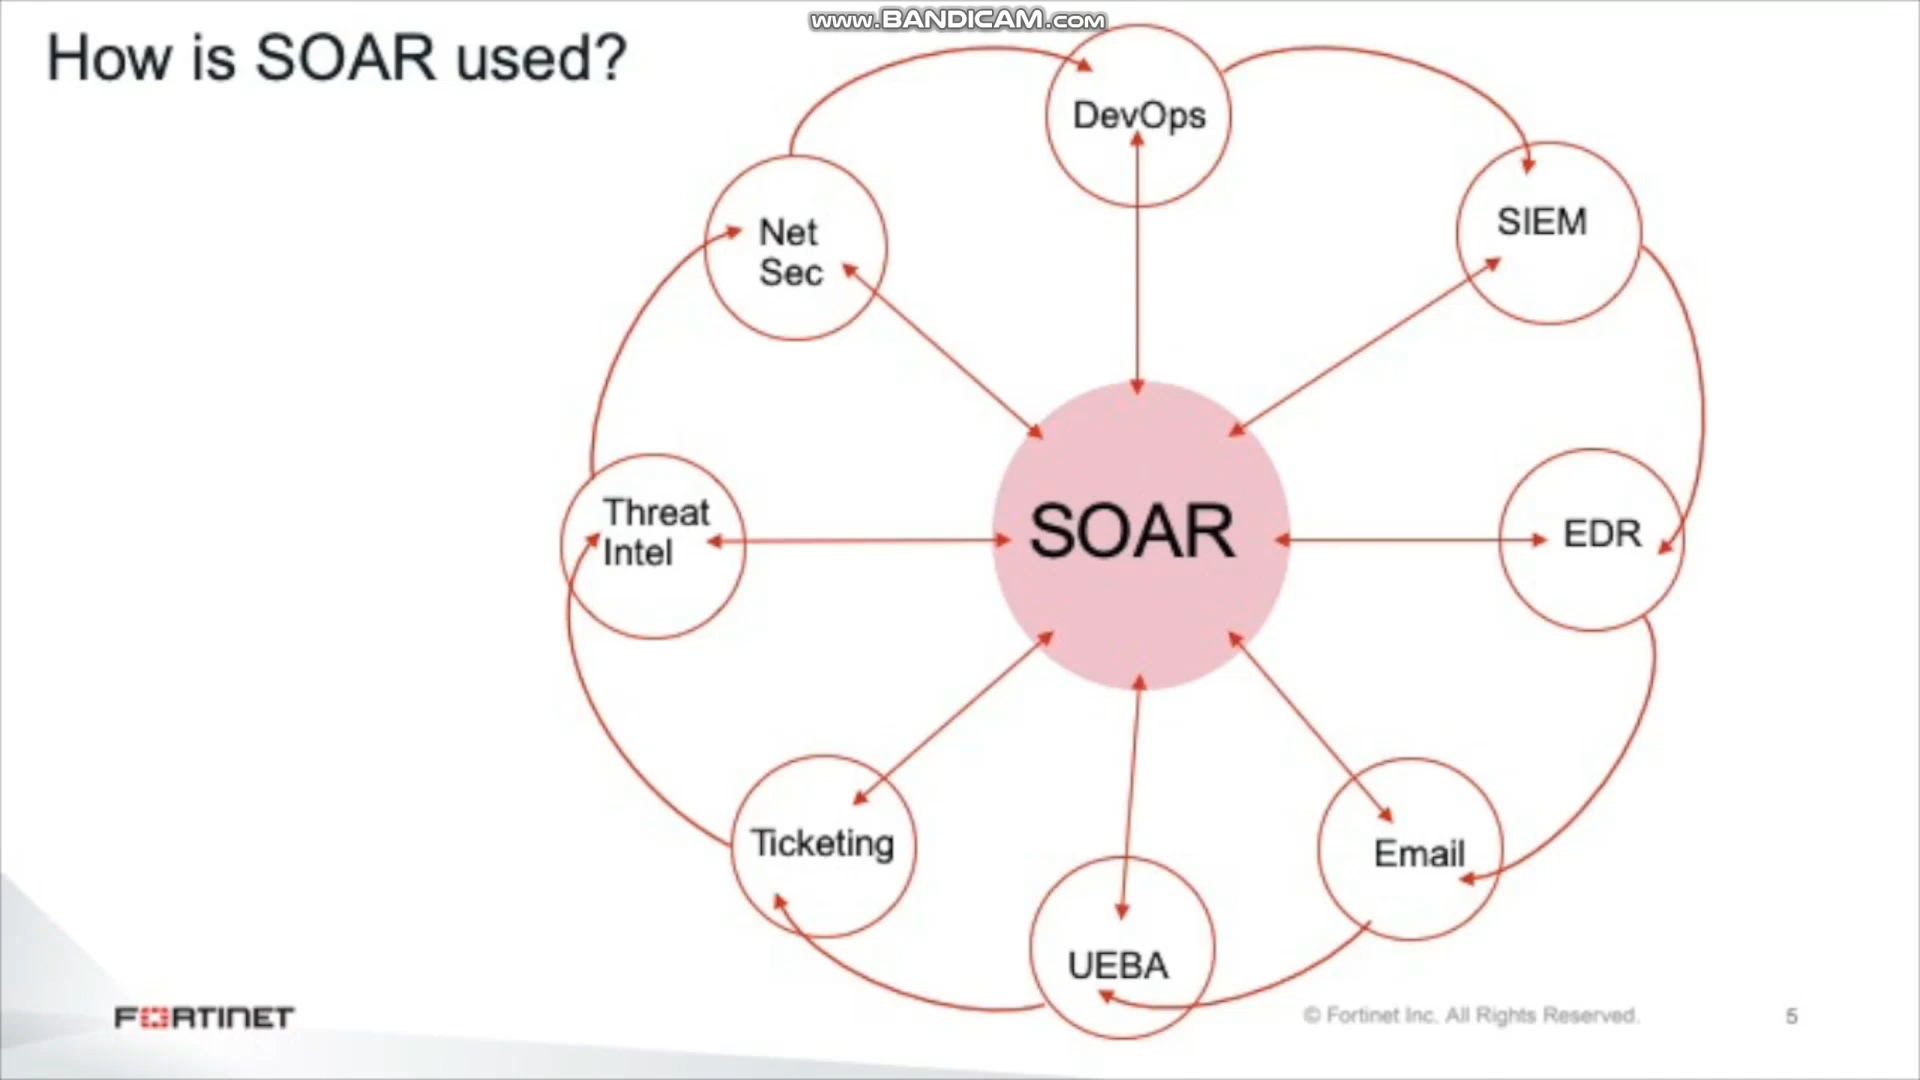 www.BANDICAM.com
How is SOAR used?
DevOps
SIEM
Net
Sec
SOAR
EDR
Threat
Intel
Ticketing
Email
UEBA
FORTINET
© Fortinet Inc. All Rights Reserved.
5